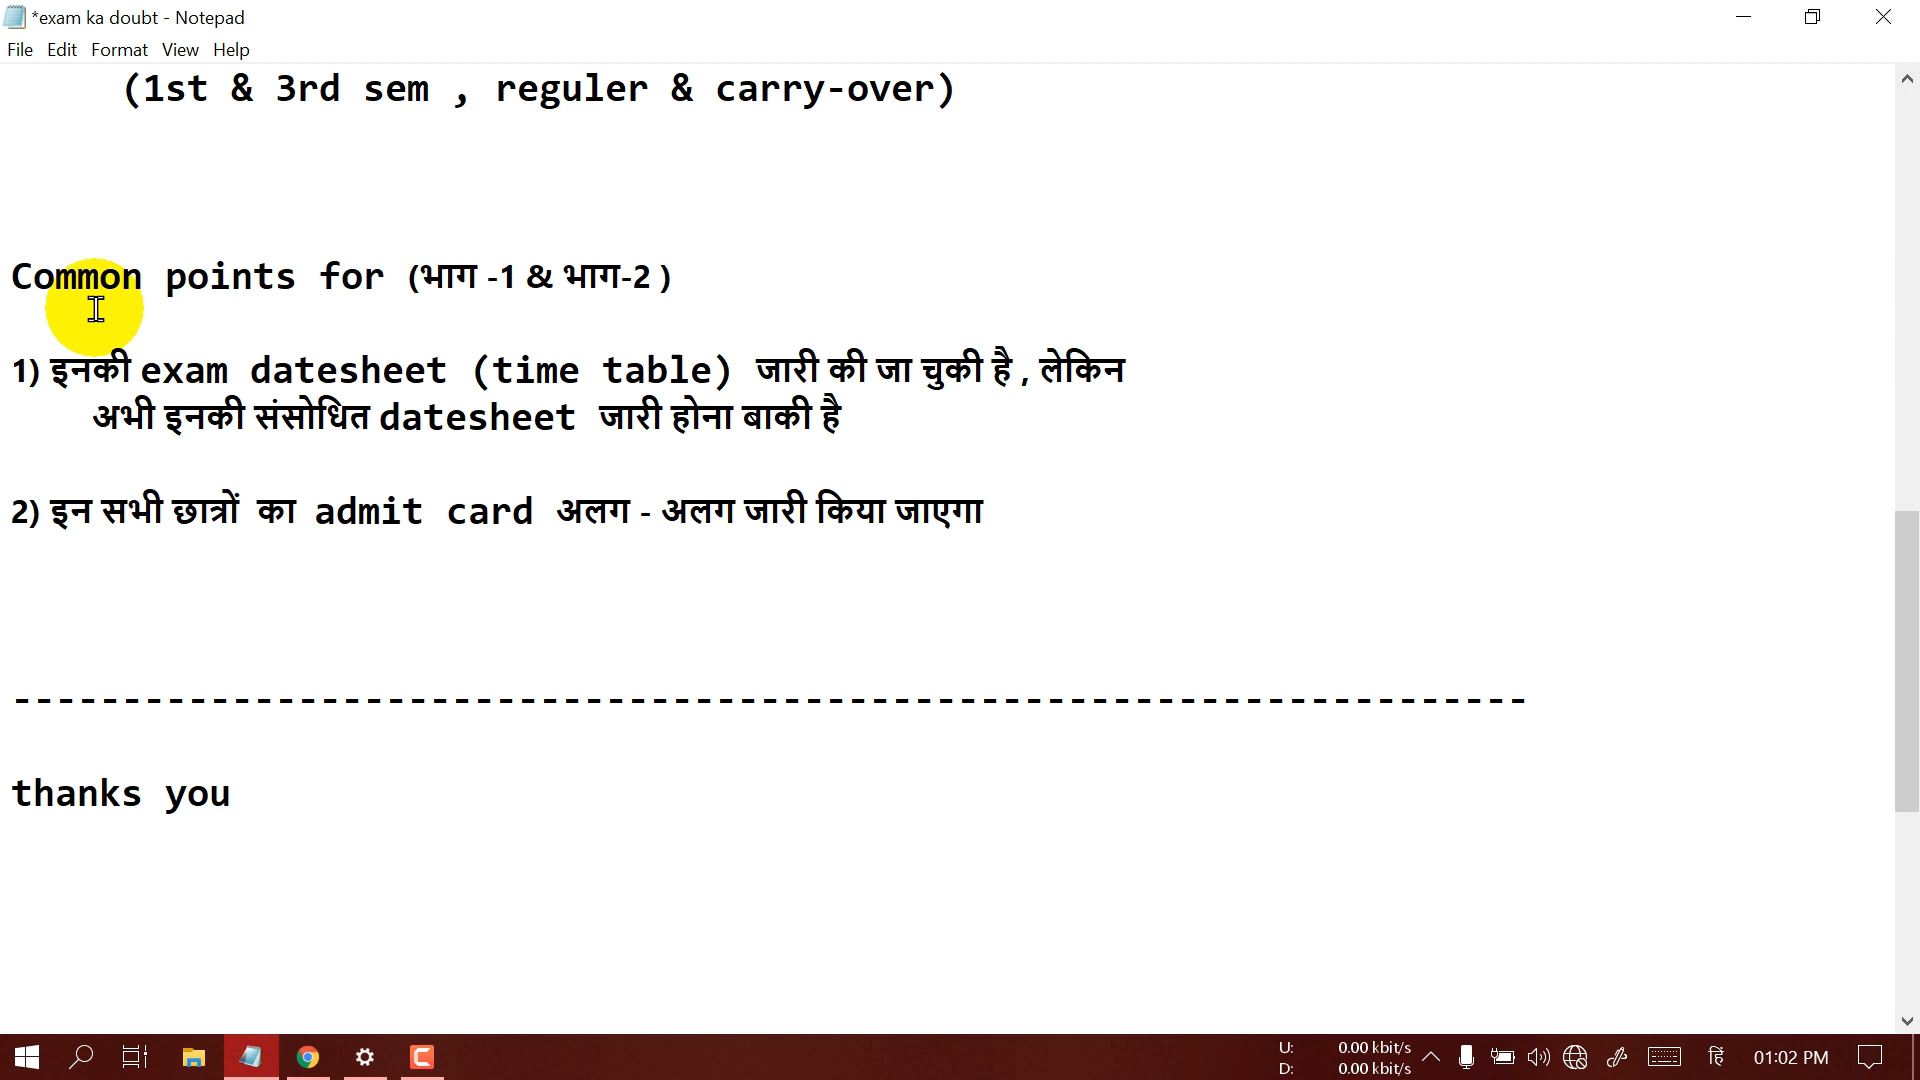 *exam ka doubt - Notepad
File Edit Format View Help
(1st & 3rd sem , reguler & carry-over)
Common points for (भाग -1 & भाग-2 )
1) इनकी exam datesheet (time table) जारी की जा चुकी है , लेकिन
अभी इनकी संसोधित datesheet जारी होना बाकी है
2) इन सभी छात्रों का admit card अलग - अलग जारी किया जाएगा
---------------------------------------------------------------------
thanks you
U: 0.00 kbit/s
D: 0.00 kbit/s
हिं 01:02 PM